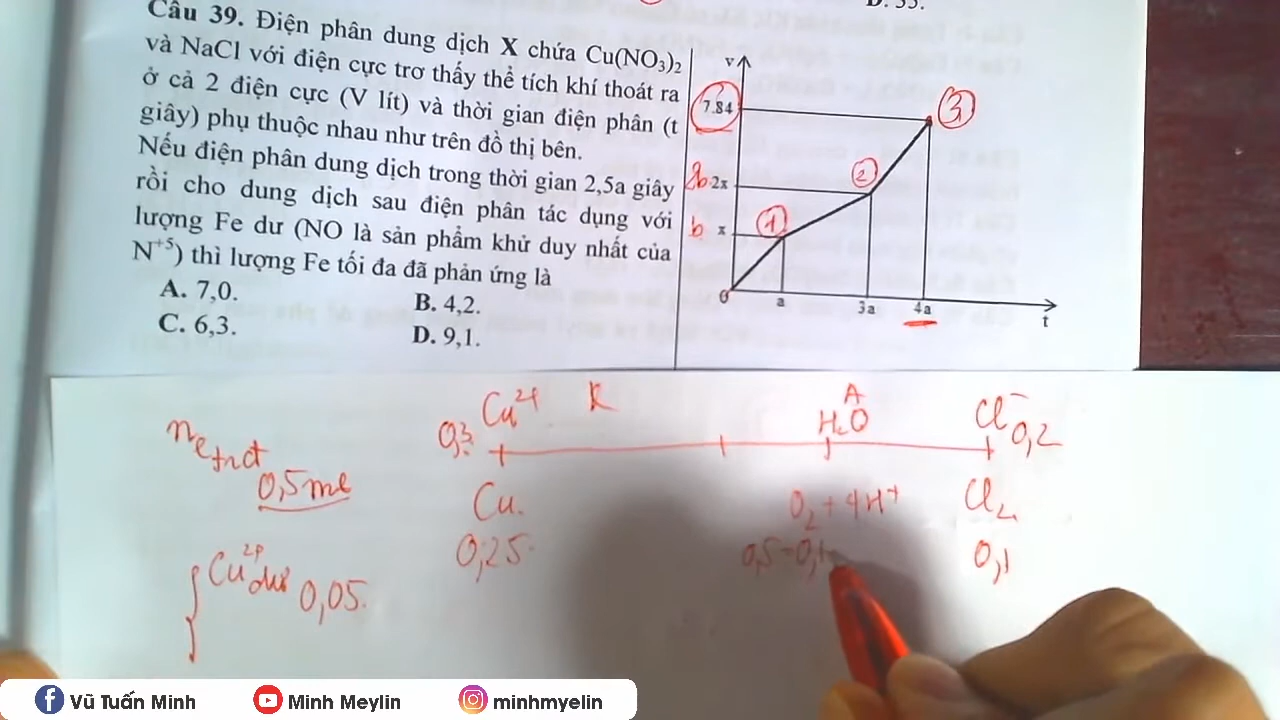 D. 55.
Câu 39. Điện phân dung dịch X chứa Cu(NO₃)₂
và NaCl với điện cực trơ thấy thể tích khí thoát ra
ở cả 2 điện cực (V lít) và thời gian điện phân (t
giây) phụ thuộc nhau như trên đồ thị bên.
Nếu điện phân dung dịch trong thời gian 2,5a giây
rồi cho dung dịch sau điện phân tác dụng với
lượng Fe dư (NO là sản phẩm khử duy nhất của
N⁺⁵) thì lượng Fe tối đa đã phản ứng là
A. 7,0. B. 4,2.
C. 6,3. D. 9,1.
V
7.84 3
2b 2x 2
b x 1
0 a 3a 4a
t
Cu²⁺ K A
H₂O Cl⁻
0,3 0,2
n e trđ
0,5 mol
Cu O₂ + 4H⁺ Cl₂
0,25 0,5-0,1 0,1
Cu²⁺ dư 0,05
Vũ Tuấn Minh Minh Meylin minhmyelin